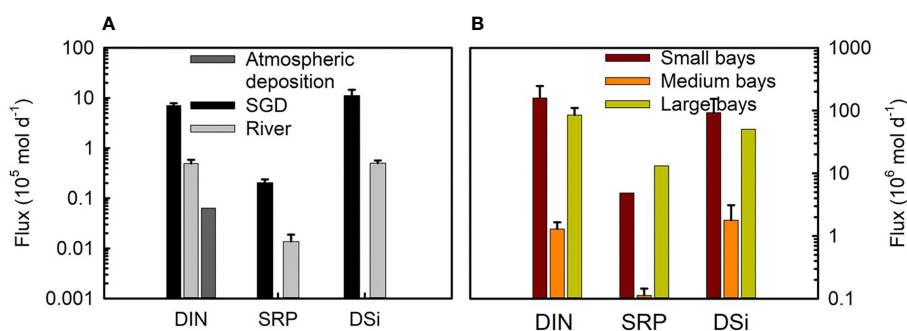 A
Flux (10⁵ mol d⁻¹)
100
10
1
0.1
0.01
0.001
Atmospheric
deposition
SGD
River
DIN SRP DSi
B
Small bays
Medium bays
Large bays
1000
100
10
1
0.1
Flux (10⁶ mol d⁻¹)
DIN SRP DSi